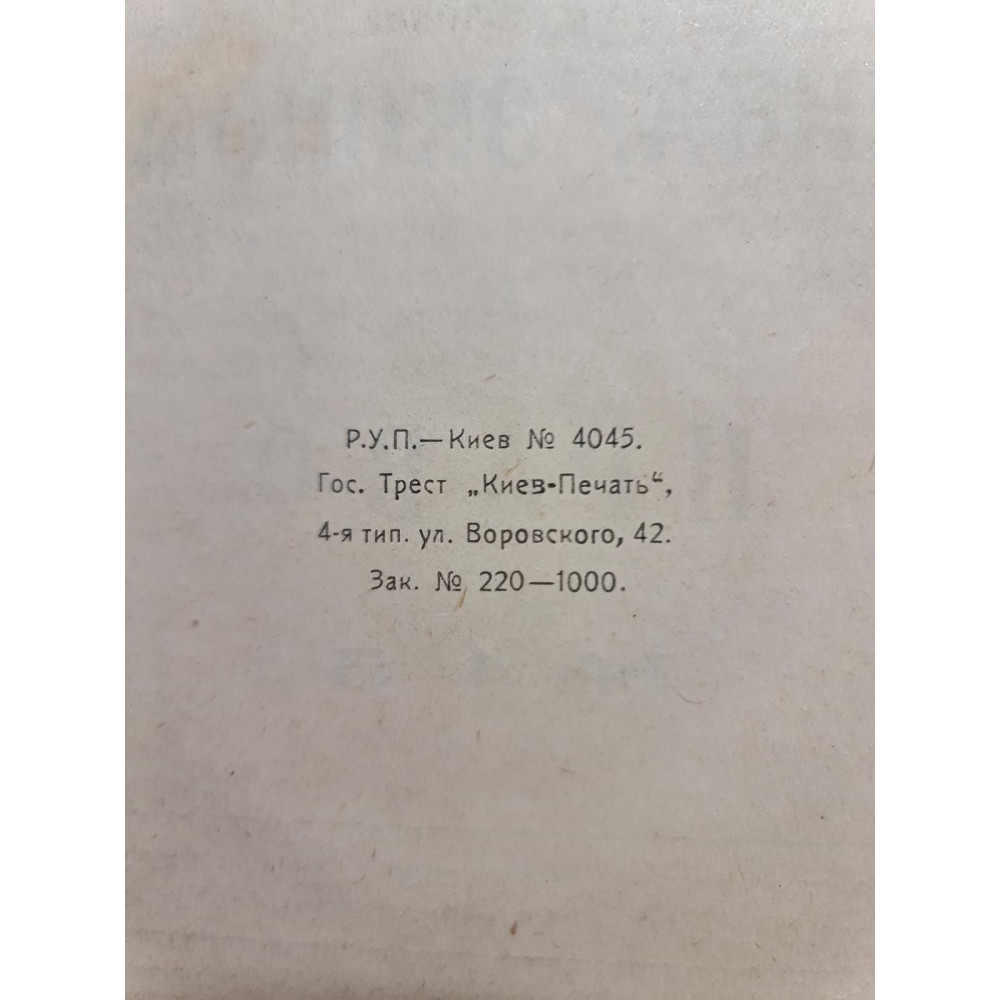 Р.У.П.—Киев № 4045.
Гос. Трест „Киев-Печать“,
4-я тип. ул. Воровского, 42.
Зак. № 220—1000.